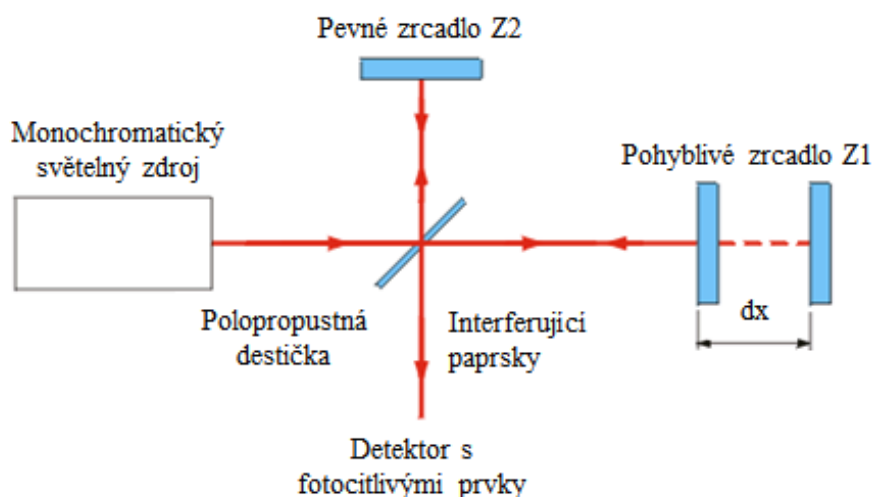 Pevné zrcadlo Z2
Monochromatický
světelný zdroj
Pohyblivé zrcadlo Z1
Polopropustná
destička
Interferující
paprsky
dx
Detektor s
fotocitlivými prvky